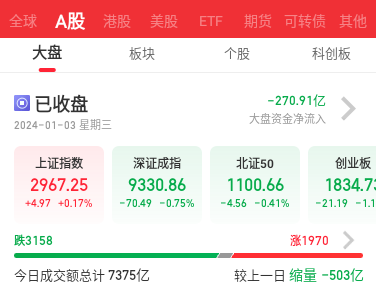 全球 A股 港股 美股 ETF 期货 可转债 其他
大盘 板块 个股 科创板
已收盘 -270.91亿
2024-01-03 星期三 大盘资金净流入
上证指数 深证成指 北证50 创业板
2967.25 9330.86 1100.66 1834.73
+4.97 +0.17% -70.49 -0.75% -4.56 -0.41% -21.19
跌3158 涨1970
今日成交额总计 7375亿 较上一日 缩量 -503亿